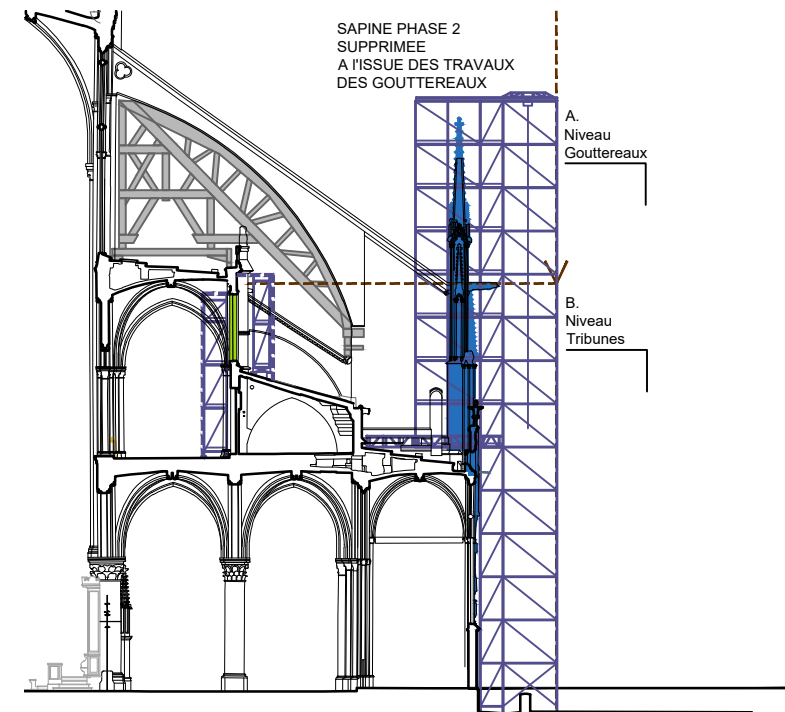 SAPINE PHASE 2
SUPPRIMEE
A l'ISSUE DES TRAVAUX
DES GOUTTEREAUX
A.
Niveau
Gouttereaux
B.
Niveau
Tribunes